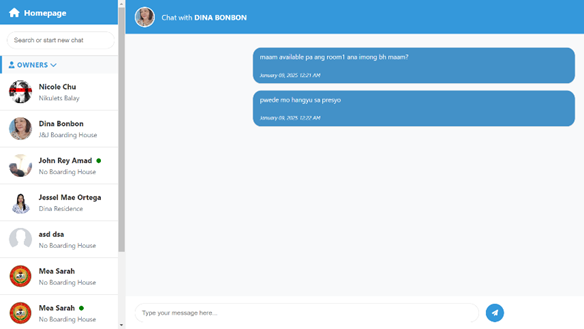 Homepage
Search or start new chat
OWNERS
Nicole Chu
Nikulets Balay
Dina Bonbon
J&J Boarding House
John Rey Amad
No Boarding House
Jessel Mae Ortega
Dina Residence
asd dsa
No Boarding House
Mea Sarah
No Boarding House
Mea Sarah
No Boarding House
Chat with DINA BONBON
maam available pa ang room1 ana imong bh maam?
January 09, 2025, 12:21 AM
pwede mo hangyu sa presyo
January 09, 2025, 12:22 AM
Type your message here...